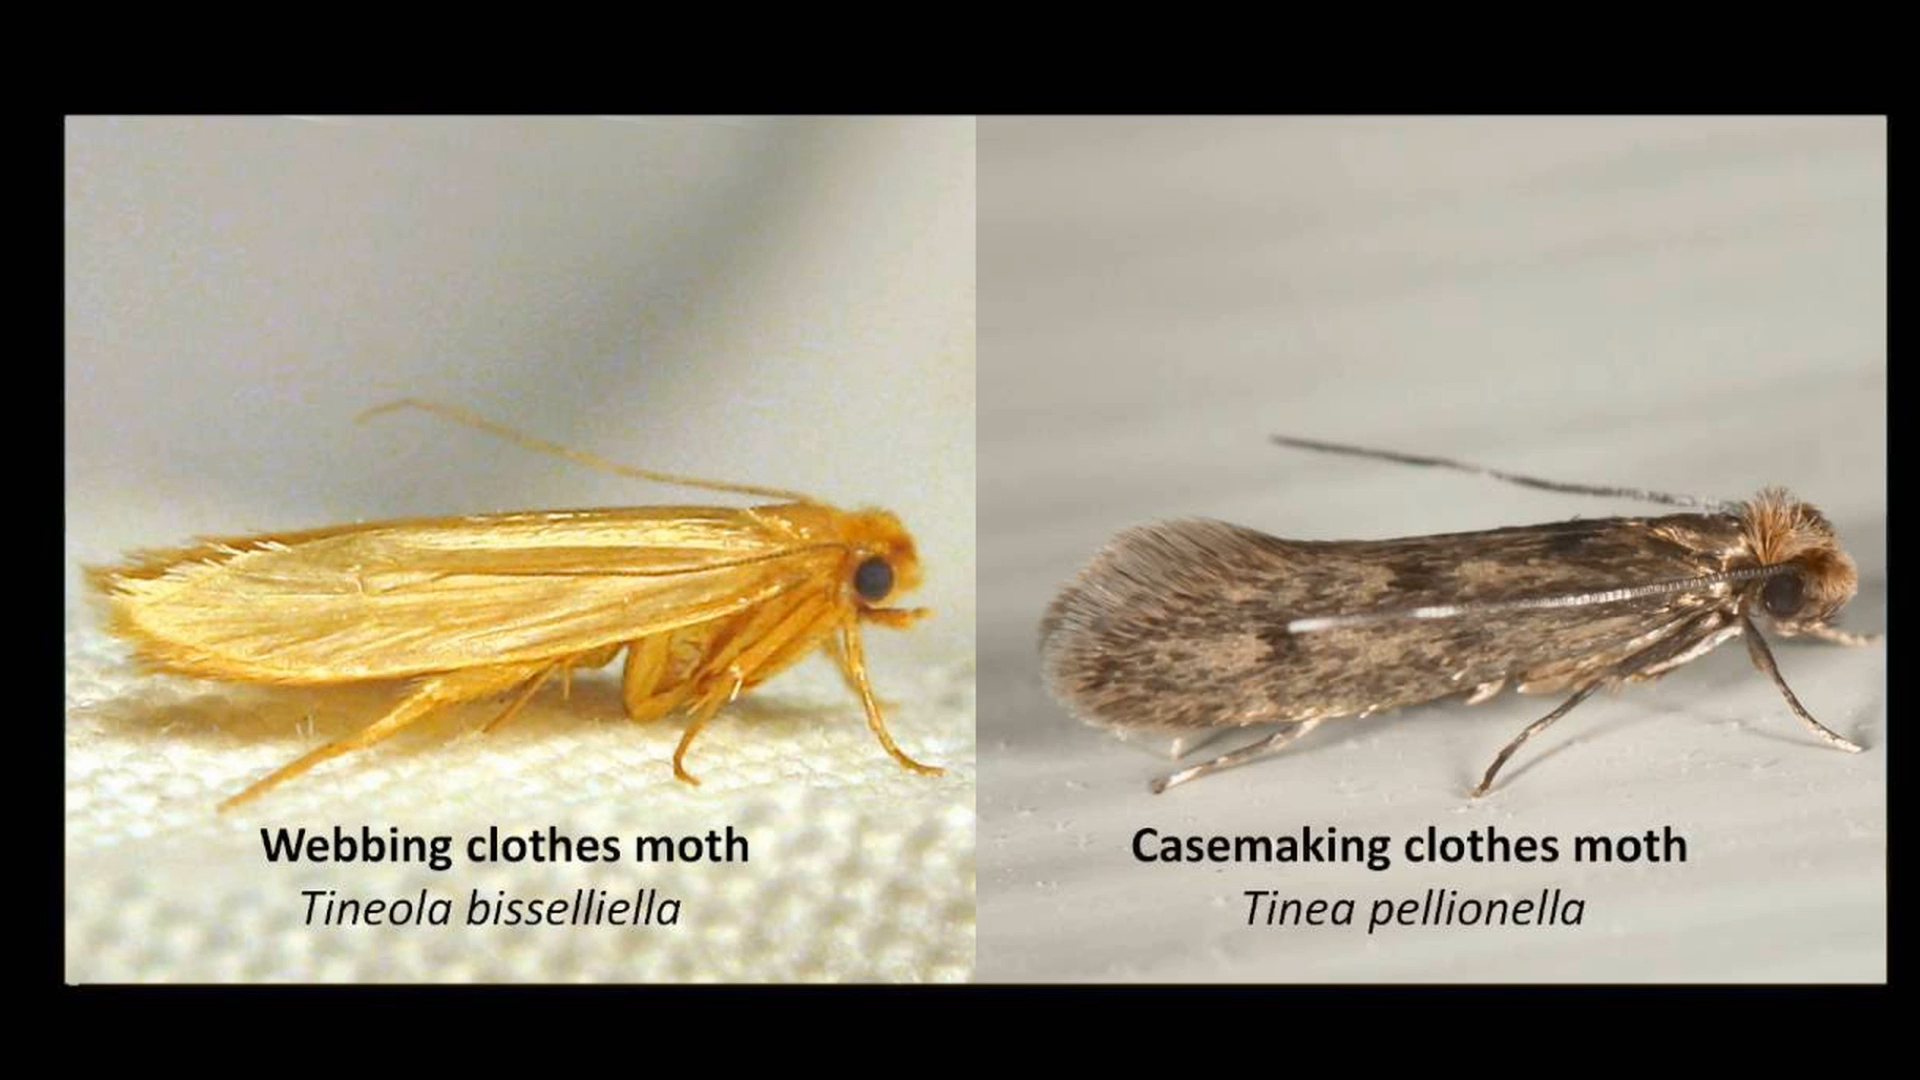 Webbing clothes moth
Tineola bisselliella
Casemaking clothes moth
Tinea pellionella